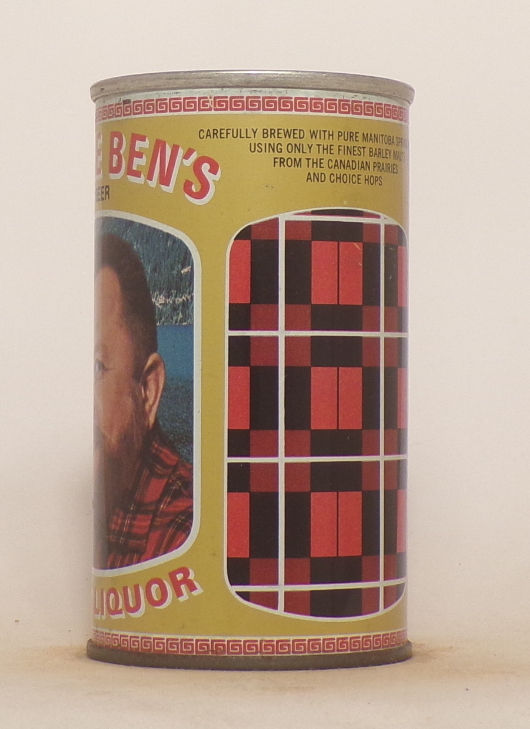 E BEN'S
EER
CAREFULLY BREWED WITH PURE MANITOBA
USING ONLY THE FINEST BARLEY
FROM THE CANADIAN PRAIRIES
AND CHOICE HOPS
LIQUOR